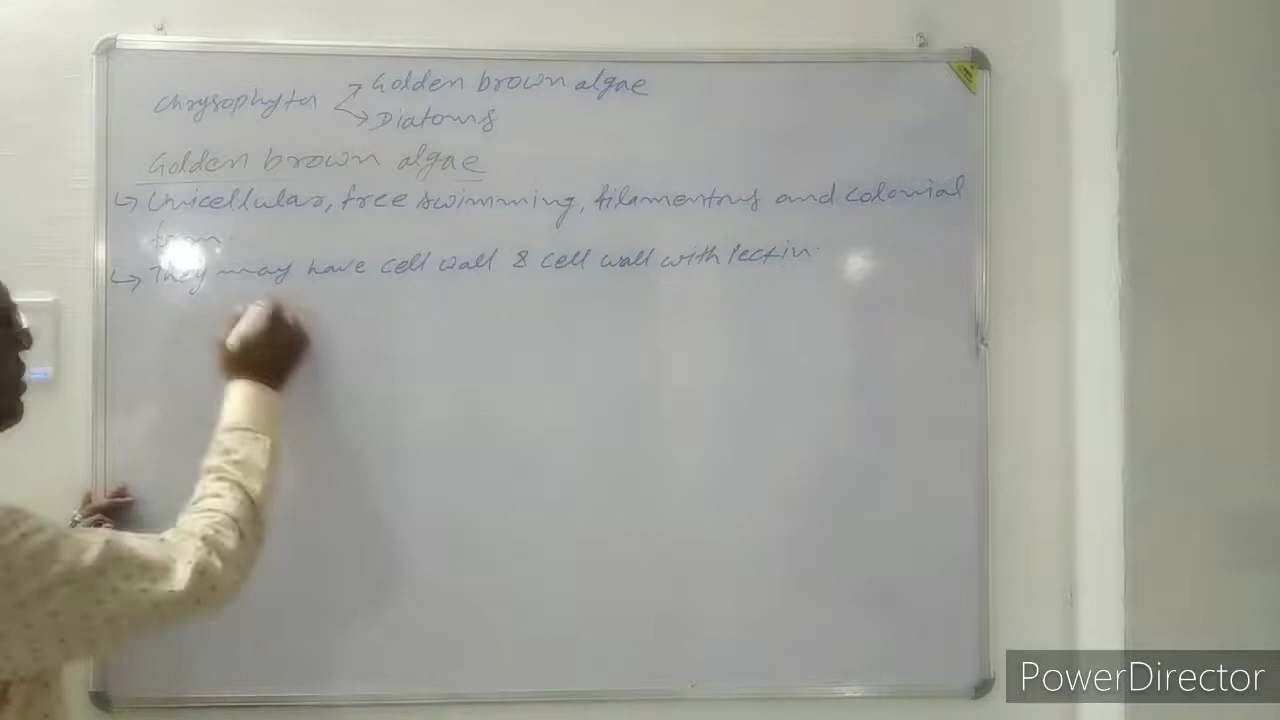 Chrysophyta → Golden brown algae
→ Diatoms
Golden brown algae
↳ Unicellular, free swimming, filamentous and colonial
form.
↳ They may have cell wall & cell wall with Pectin.
PowerDirector